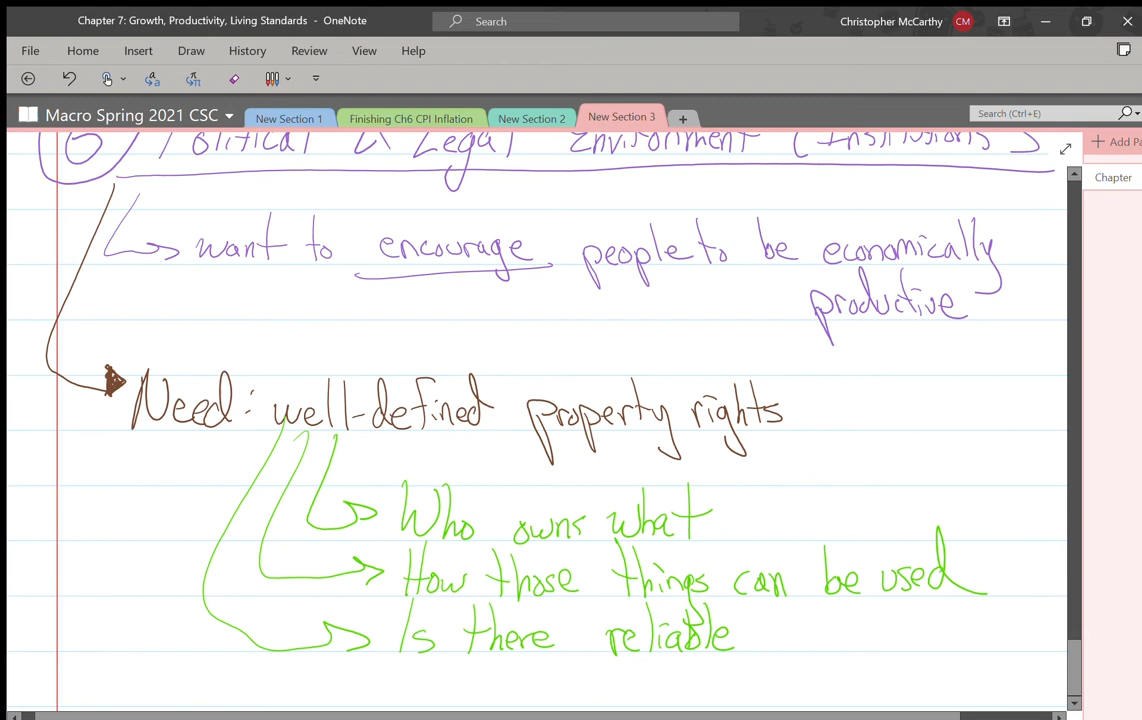 Chapter 7: Growth, Productivity, Living Standards - OneNote
Search
Christopher McCarthy CM
File Home Insert Draw History Review View Help
Macro Spring 2021 CSC
New Section 1
Finishing Ch6 CPI Inflation
New Section 2
New Section 3
Search (Ctrl+E)
Add Pa
Political & Legal Environment (Institutions)
Chapter
want to encourage people to be economically
productive
Need: well-defined property rights
Who owns what
How those things can be used
Is there reliable